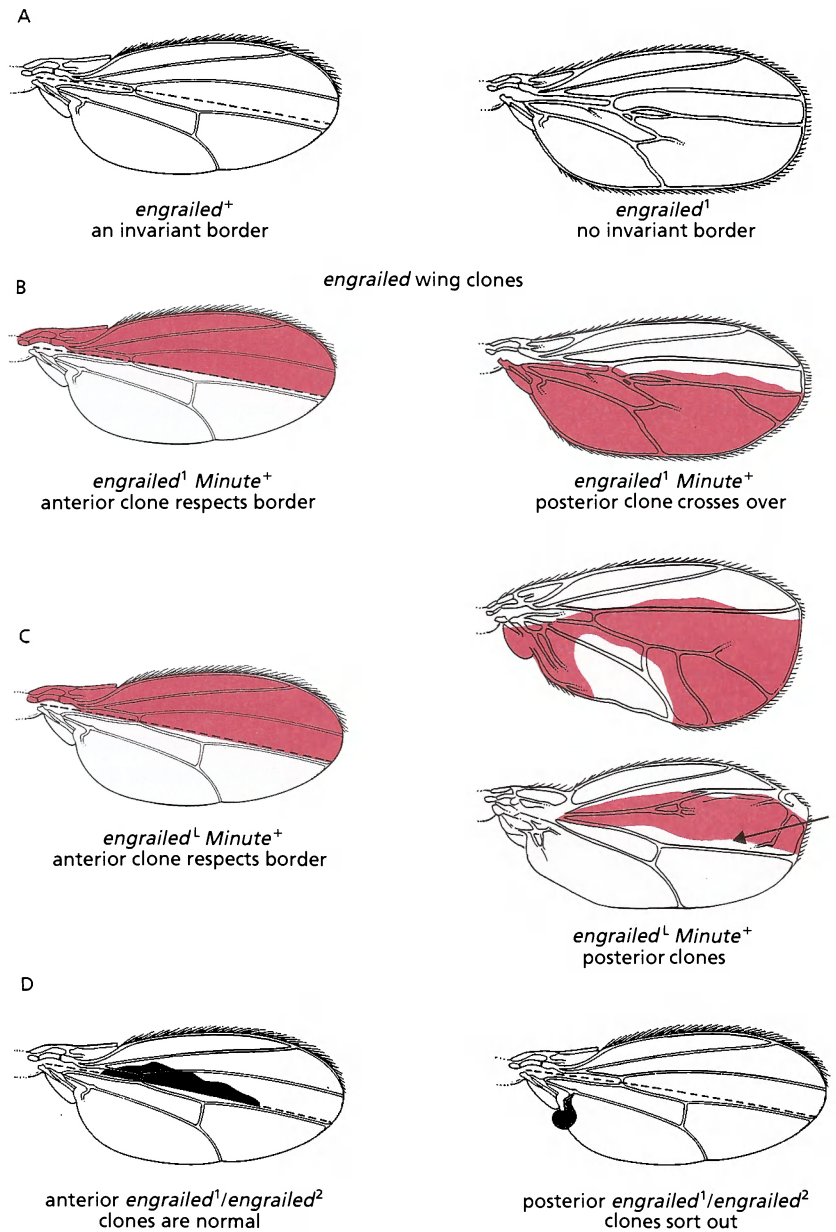 A
engrailed⁺
an invariant border
engrailed¹
no invariant border
engrailed wing clones
B
engrailed¹ Minute⁺
anterior clone respects border
engrailed¹ Minute⁺
posterior clone crosses over
C
engrailedᴸ Minute⁺
anterior clone respects border
engrailedᴸ Minute⁺
posterior clones
D
anterior engrailed¹/engrailed²
clones are normal
posterior engrailed¹/engrailed²
clones sort out